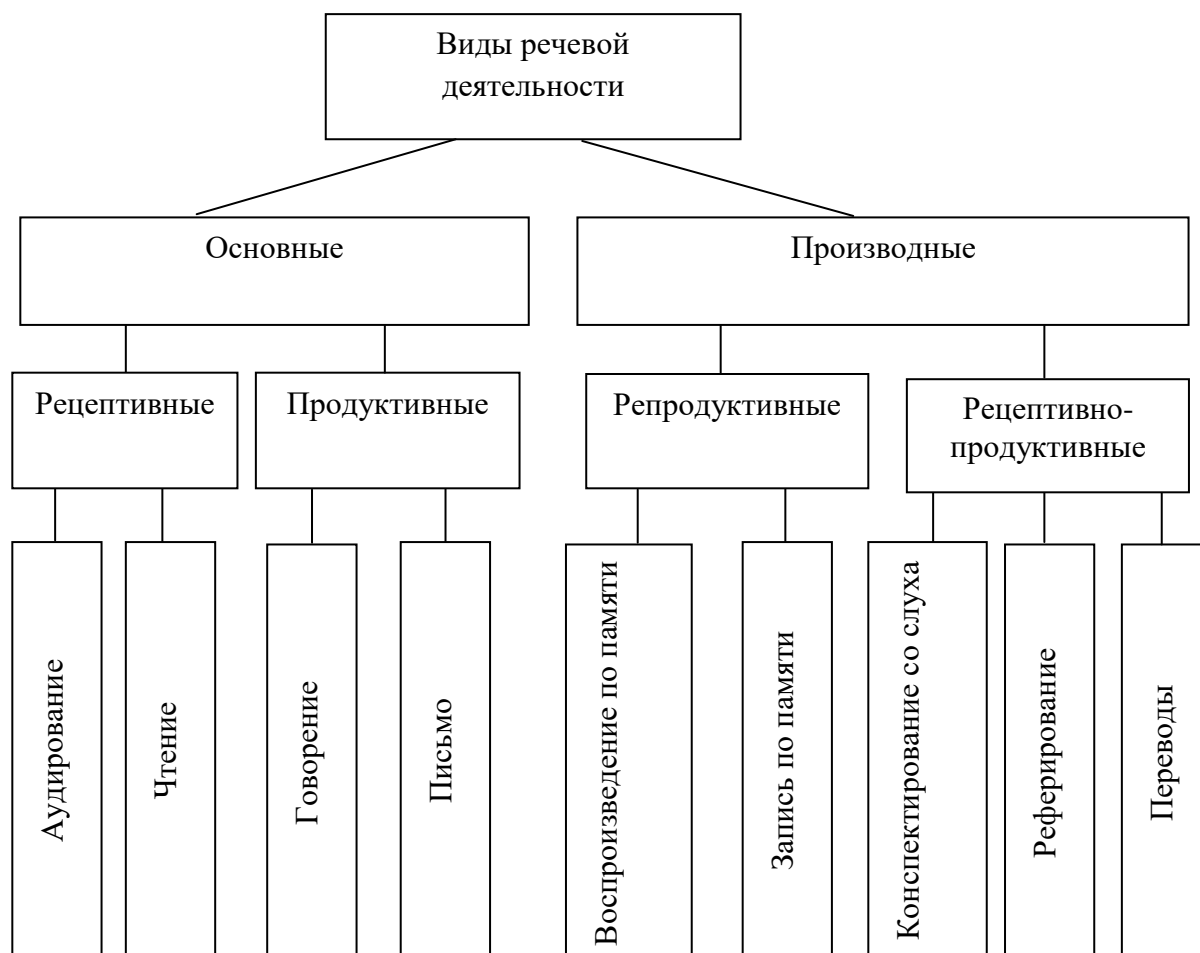 Виды речевой
деятельности
Основные
Производные
Рецептивные
Продуктивные
Репродуктивные
Рецептивно-
продуктивные
Аудирование
Чтение
Говорение
Письмо
Воспроизведение по памяти
Запись по памяти
Конспектирование со слуха
Реферирование
Переводы